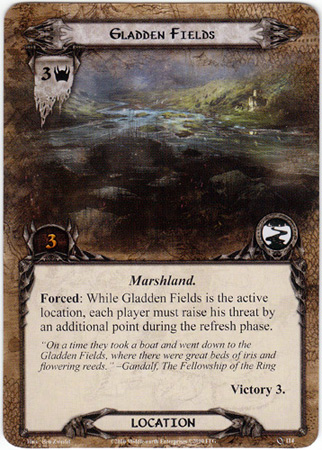 Gladden Fields
3
3
Marshland.
Forced: While Gladden Fields is the active
location, each player must raise his threat by
an additional point during the refresh phase.
"On a time they took a boat and went down to the
Gladden Fields, where there were great beds of iris and
flowering reeds." –Gandalf, The Fellowship of the Ring
Victory 3.
Location